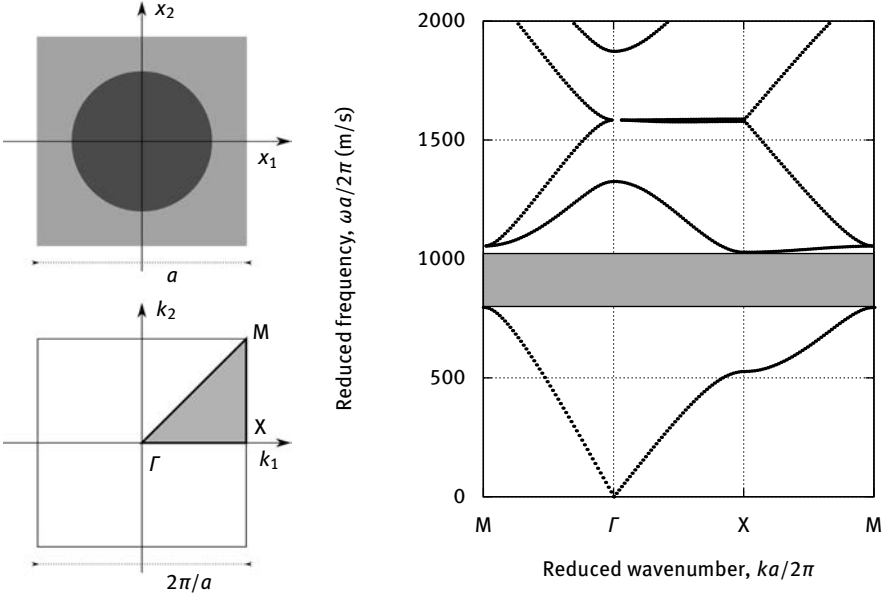 x2
x1
a
k2
M
X
Γ
k1
2π/a
Reduced frequency, ωa/2π (m/s)
2000
1500
1000
500
0
M
Γ
X
M
Reduced wavenumber, ka/2π